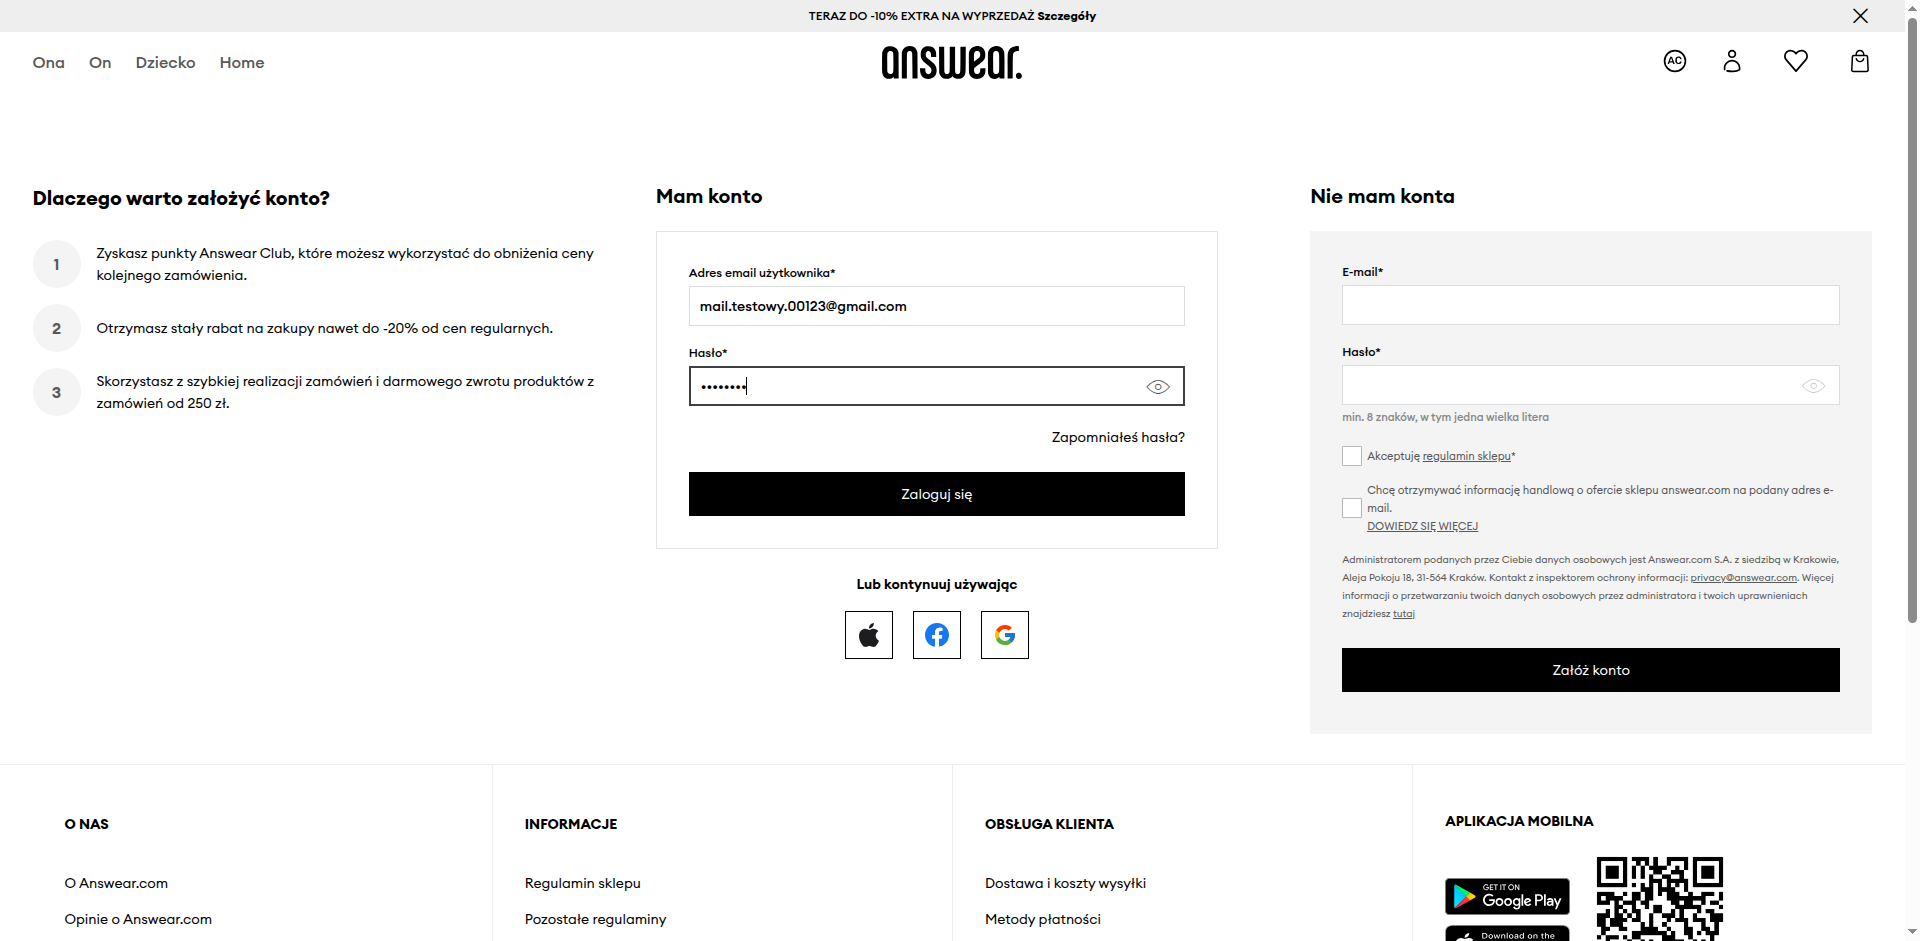 TERAZ DO -10% EXTRA NA WYPRZEDAŻ Szczegóły
Ona On Dziecko Home
answear.
AC
Dlaczego warto założyć konto?
1
Zyskasz punkty Answear Club, które możesz wykorzystać do obniżenia ceny
kolejnego zamówienia.
2
Otrzymasz stały rabat na zakupy nawet do -20% od cen regularnych.
3
Skorzystasz z szybkiej realizacji zamówień i darmowego zwrotu produktów z
zamówień od 250 zł.
Mam konto
Adres email użytkownika*
mail.testowy.00123@gmail.com
Hasło*
••••••••
Zapomniałeś hasła?
Zaloguj się
Lub kontynuuj używając
Nie mam konta
E-mail*
Hasło*
min. 8 znaków, w tym jedna wielka litera
Akceptuję regulamin sklepu*
Chcę otrzymywać informację handlową o ofercie sklepu answear.com na podany adres e-
mail.
DOWIEDZ SIĘ WIĘCEJ
Administratorem podanych przez Ciebie danych osobowych jest Answear.com S.A. z siedzibą w Krakowie,
Aleja Pokoju 18, 31-564 Kraków. Kontakt z inspektorem ochrony informacji: privacy@answear.com. Więcej
informacji o przetwarzaniu twoich danych osobowych przez administratora i twoich uprawnieniach
znajdziesz tutaj
Załóż konto
O NAS
O Answear.com
Opinie o Answear.com
INFORMACJE
Regulamin sklepu
Pozostałe regulaminy
OBSŁUGA KLIENTA
Dostawa i koszty wysyłki
Metody płatności
APLIKACJA MOBILNA
GET IT ON
Google Play
Download on the